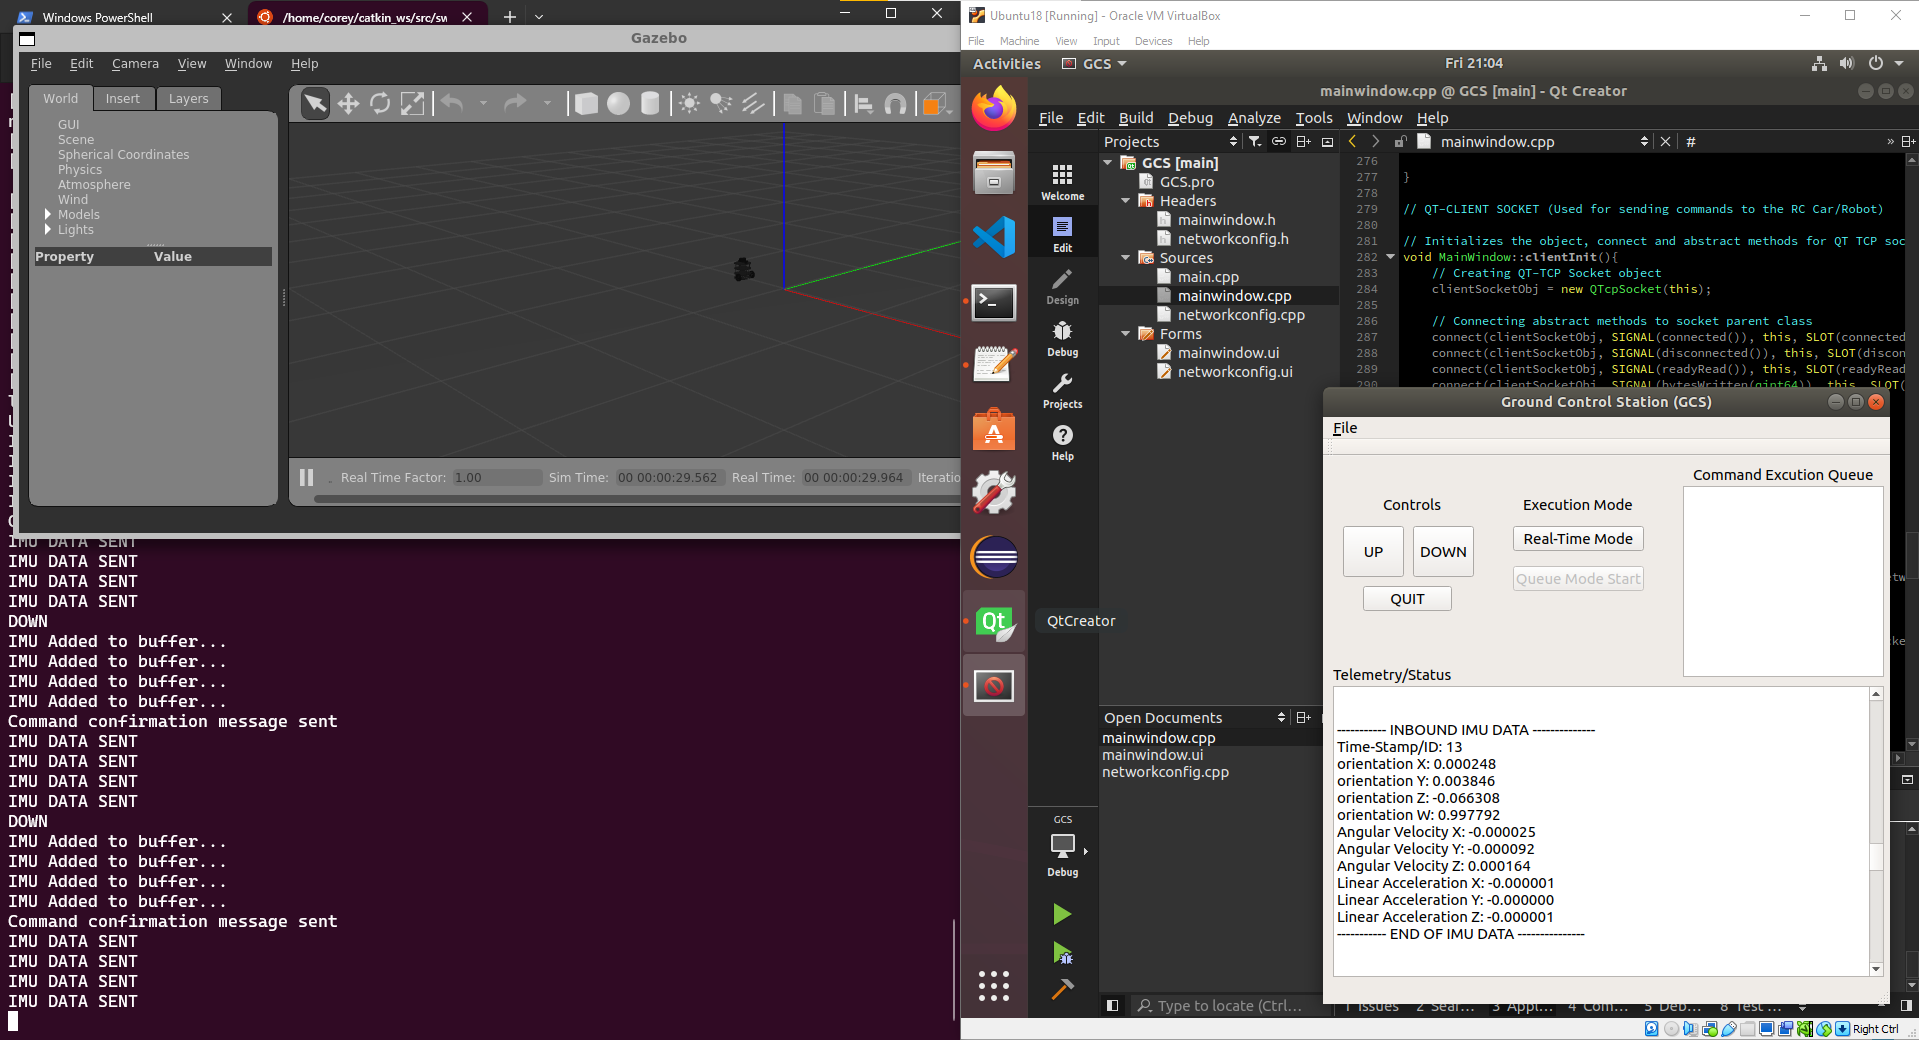 Windows PowerShell
/home/corey/catkin_ws/src/sw
Gazebo
File Edit Camera View Window Help
World Insert Layers
GUI
Scene
Spherical Coordinates
Physics
Atmosphere
Wind
Models
Lights
Property Value
Real Time Factor: 1.00 Sim Time: 00 00:00:29.562 Real Time: 00 00:00:29.964 Iteratio
IMU DATA SENT
IMU DATA SENT
IMU DATA SENT
IMU DATA SENT
DOWN
IMU Added to buffer...
IMU Added to buffer...
IMU Added to buffer...
IMU Added to buffer...
Command confirmation message sent
IMU DATA SENT
IMU DATA SENT
IMU DATA SENT
IMU DATA SENT
DOWN
IMU Added to buffer...
IMU Added to buffer...
IMU Added to buffer...
IMU Added to buffer...
Command confirmation message sent
IMU DATA SENT
IMU DATA SENT
IMU DATA SENT
IMU DATA SENT
Ubuntu18 [Running] - Oracle VM VirtualBox
File Machine View Input Devices Help
Activities GCS Fri 21:04
mainwindow.cpp @ GCS [main] - Qt Creator
File Edit Build Debug Analyze Tools Window Help
Projects
mainwindow.cpp #
Welcome
Edit
Design
Debug
Projects
Help
GCS [main]
GCS.pro
Headers
mainwindow.h
networkconfig.h
Sources
main.cpp
mainwindow.cpp
networkconfig.cpp
Forms
mainwindow.ui
networkconfig.ui
276
277 }
278
279 // QT-CLIENT SOCKET (Used for sending commands to the RC Car/Robot)
280
281 // Initializes the object, connect and abstract methods for QT TCP soc
282 void MainWindow::clientInit(){
283 // Creating QT-TCP Socket object
284 clientSocketObj = new QTcpSocket(this);
285
286 // Connecting abstract methods to socket parent class
287 connect(clientSocketObj, SIGNAL(connected()), this, SLOT(connected
288 connect(clientSocketObj, SIGNAL(disconnected()), this, SLOT(discon
289 connect(clientSocketObj, SIGNAL(readyRead()), this, SLOT(readyRead
290 connect(clientSocketObj, SIGNAL(bytesWritten(qint64)), this, SLOT(
QtCreator
Open Documents
mainwindow.cpp
mainwindow.ui
networkconfig.cpp
GCS
Debug
Type to locate (Ctrl...
1 Issues 2 Sear... 3 Appl... 4 Com... 5 Deb... 8 Test ...
Ground Control Station (GCS)
File
Command Excution Queue
Controls
Execution Mode
UP
DOWN
QUIT
Real-Time Mode
Queue Mode Start
Telemetry/Status
----------- INBOUND IMU DATA --------------
Time-Stamp/ID: 13
orientation X: 0.000248
orientation Y: 0.003846
orientation Z: -0.066308
orientation W: 0.997792
Angular Velocity X: -0.000025
Angular Velocity Y: -0.000092
Angular Velocity Z: 0.000164
Linear Acceleration X: -0.000001
Linear Acceleration Y: -0.000000
Linear Acceleration Z: -0.000001
----------- END OF IMU DATA ---------------
Right Ctrl